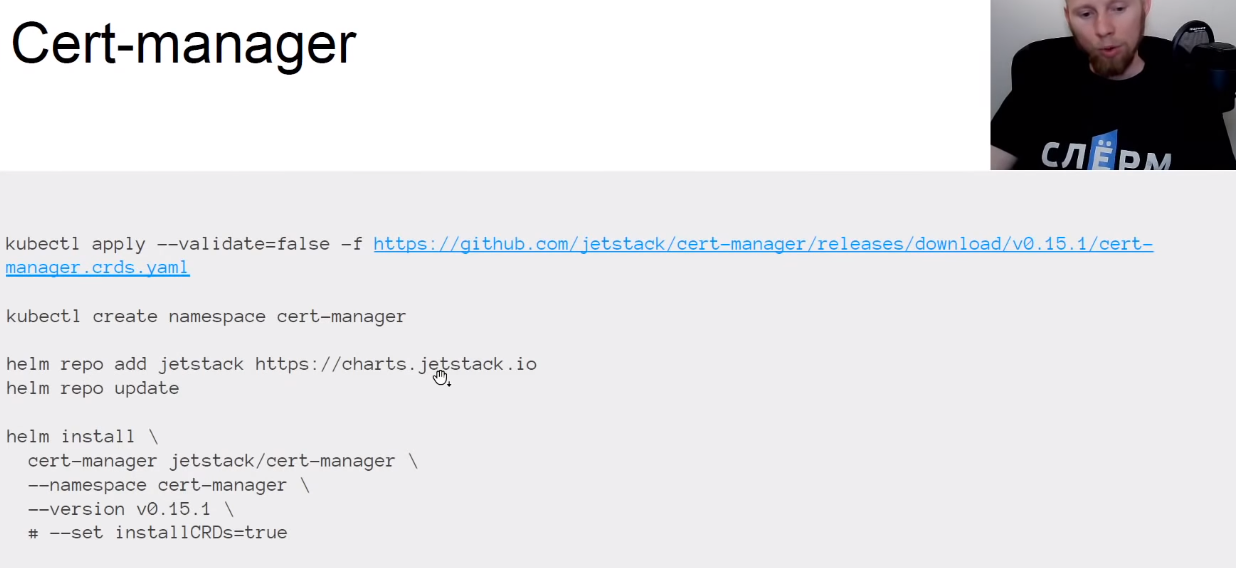 Cert-manager
СЛЁРМ
kubectl apply --validate=false -f https://github.com/jetstack/cert-manager/releases/download/v0.15.1/cert-
manager.crds.yaml
kubectl create namespace cert-manager
helm repo add jetstack https://charts.jetstack.io
helm repo update
helm install \
cert-manager jetstack/cert-manager \
--namespace cert-manager \
--version v0.15.1 \
# --set installCRDs=true